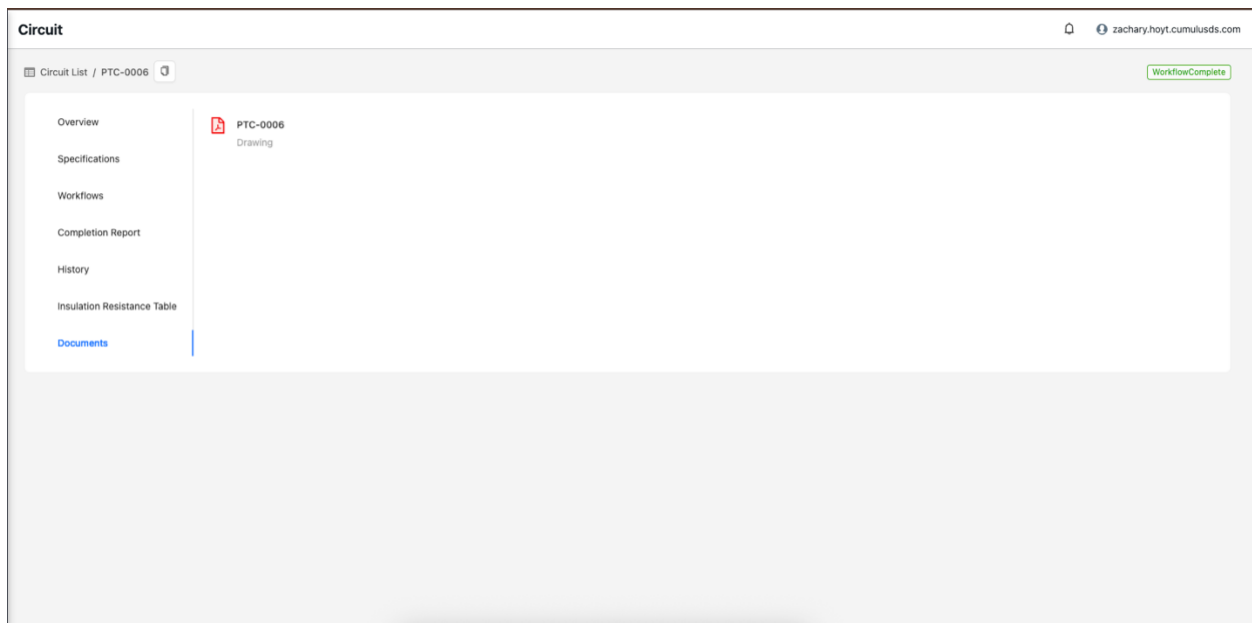 Circuit
zachary.hoyt.cumulusds.com
Circuit List / PTC-0006
WorkflowComplete
Overview
Specifications
Workflows
Completion Report
History
Insulation Resistance Table
Documents
PTC-0006
Drawing